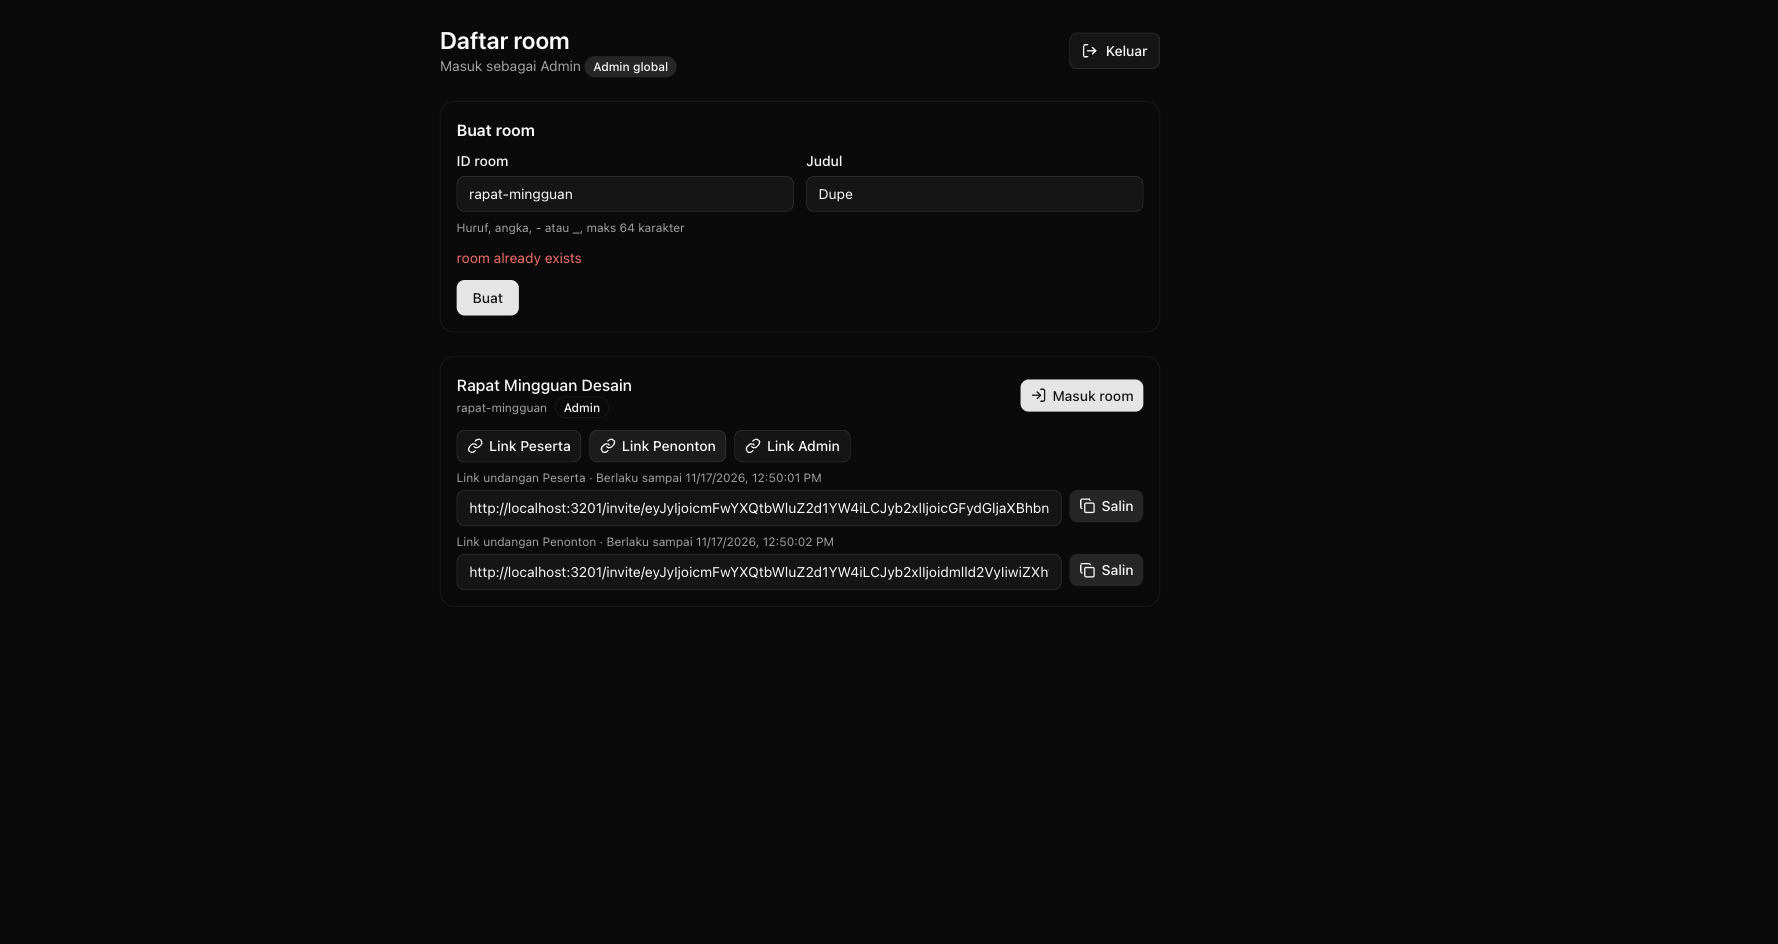 Daftar room
Masuk sebagai Admin Admin global
Keluar
Buat room
ID room
Judul
rapat-mingguan
Dupe
Huruf, angka, - atau _, maks 64 karakter
room already exists
Buat
Rapat Mingguan Desain
rapat-mingguan Admin
Masuk room
Link Peserta
Link Penonton
Link Admin
Link undangan Peserta · Berlaku sampai 11/17/2026, 12:50:01 PM
http://localhost:3201/invite/eyJyIjoicmFwYXQtbWluZ2d1YW4iLCJyb2xlIjoicGFydGljaXBhbn
Salin
Link undangan Penonton · Berlaku sampai 11/17/2026, 12:50:02 PM
http://localhost:3201/invite/eyJyIjoicmFwYXQtbWluZ2d1YW4iLCJyb2xlIjoidmlld2VyIiwiZXh
Salin